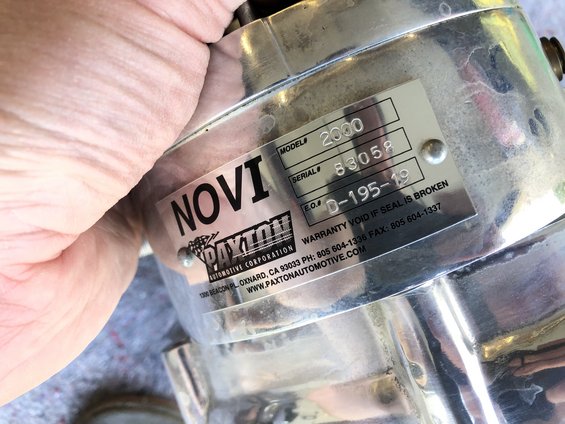 NOVI
MODEL# 2000
SERIAL# 83058
E.O.# D-195-19
PAXTON
AUTOMOTIVE CORPORATION
WARRANTY VOID IF SEAL IS BROKEN
1300 BEACON PL. OXNARD, CA 93033 PH: 805 604-1336 FAX: 805 604-1337
WWW.PAXTONAUTOMOTIVE.COM